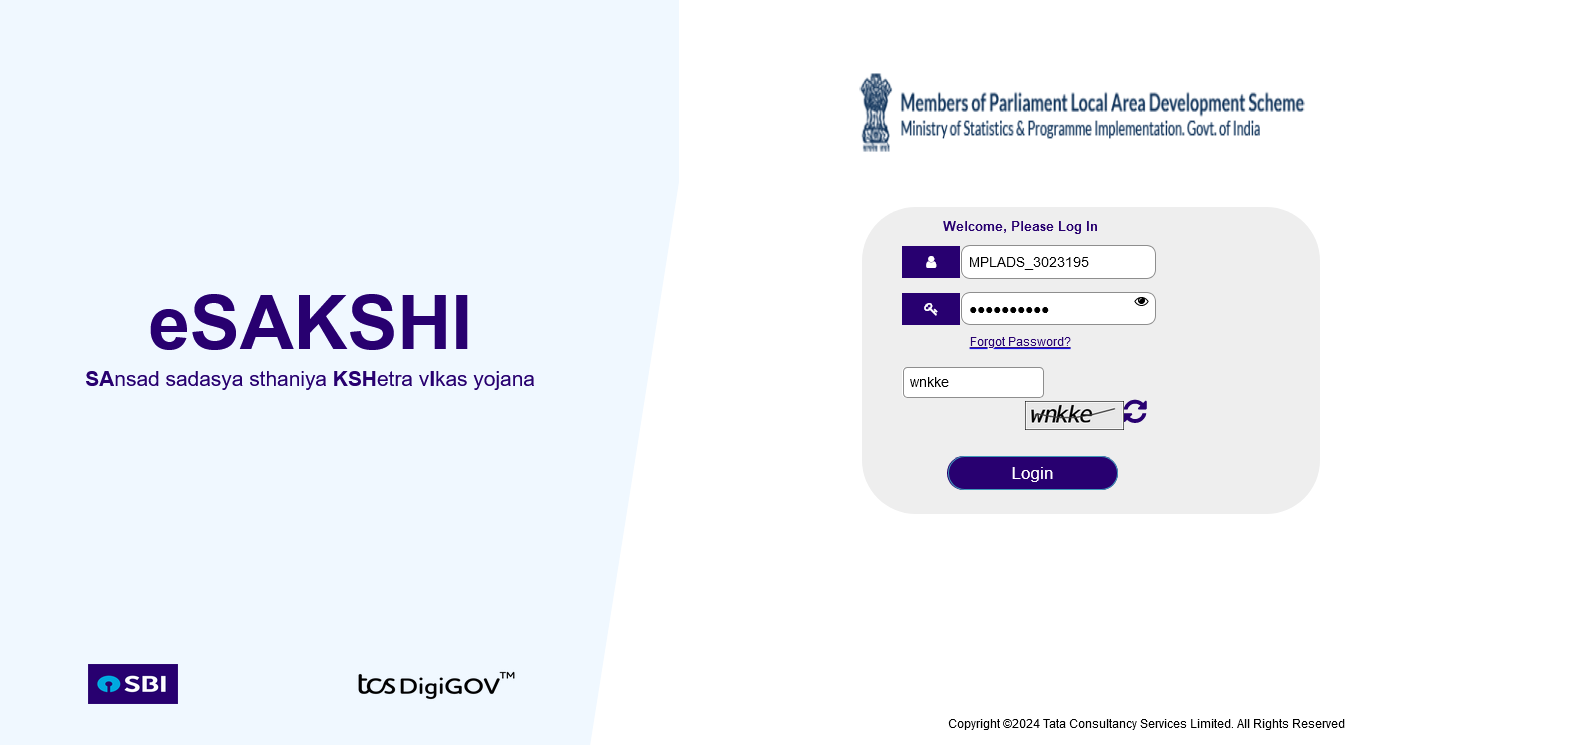 Members of Parliament Local Area Development Scheme
Ministry of Statistics & Programme Implementation. Govt. of India
Welcome, Please Log In
MPLADS_3023195
••••••••••
Forgot Password?
wnkke
wnkke
Login
eSAKSHI
SAnsad sadasya sthaniya KSHetra vIkas yojana
SBI
tcs DigiGOV™
Copyright ©2024 Tata Consultancy Services Limited. All Rights Reserved